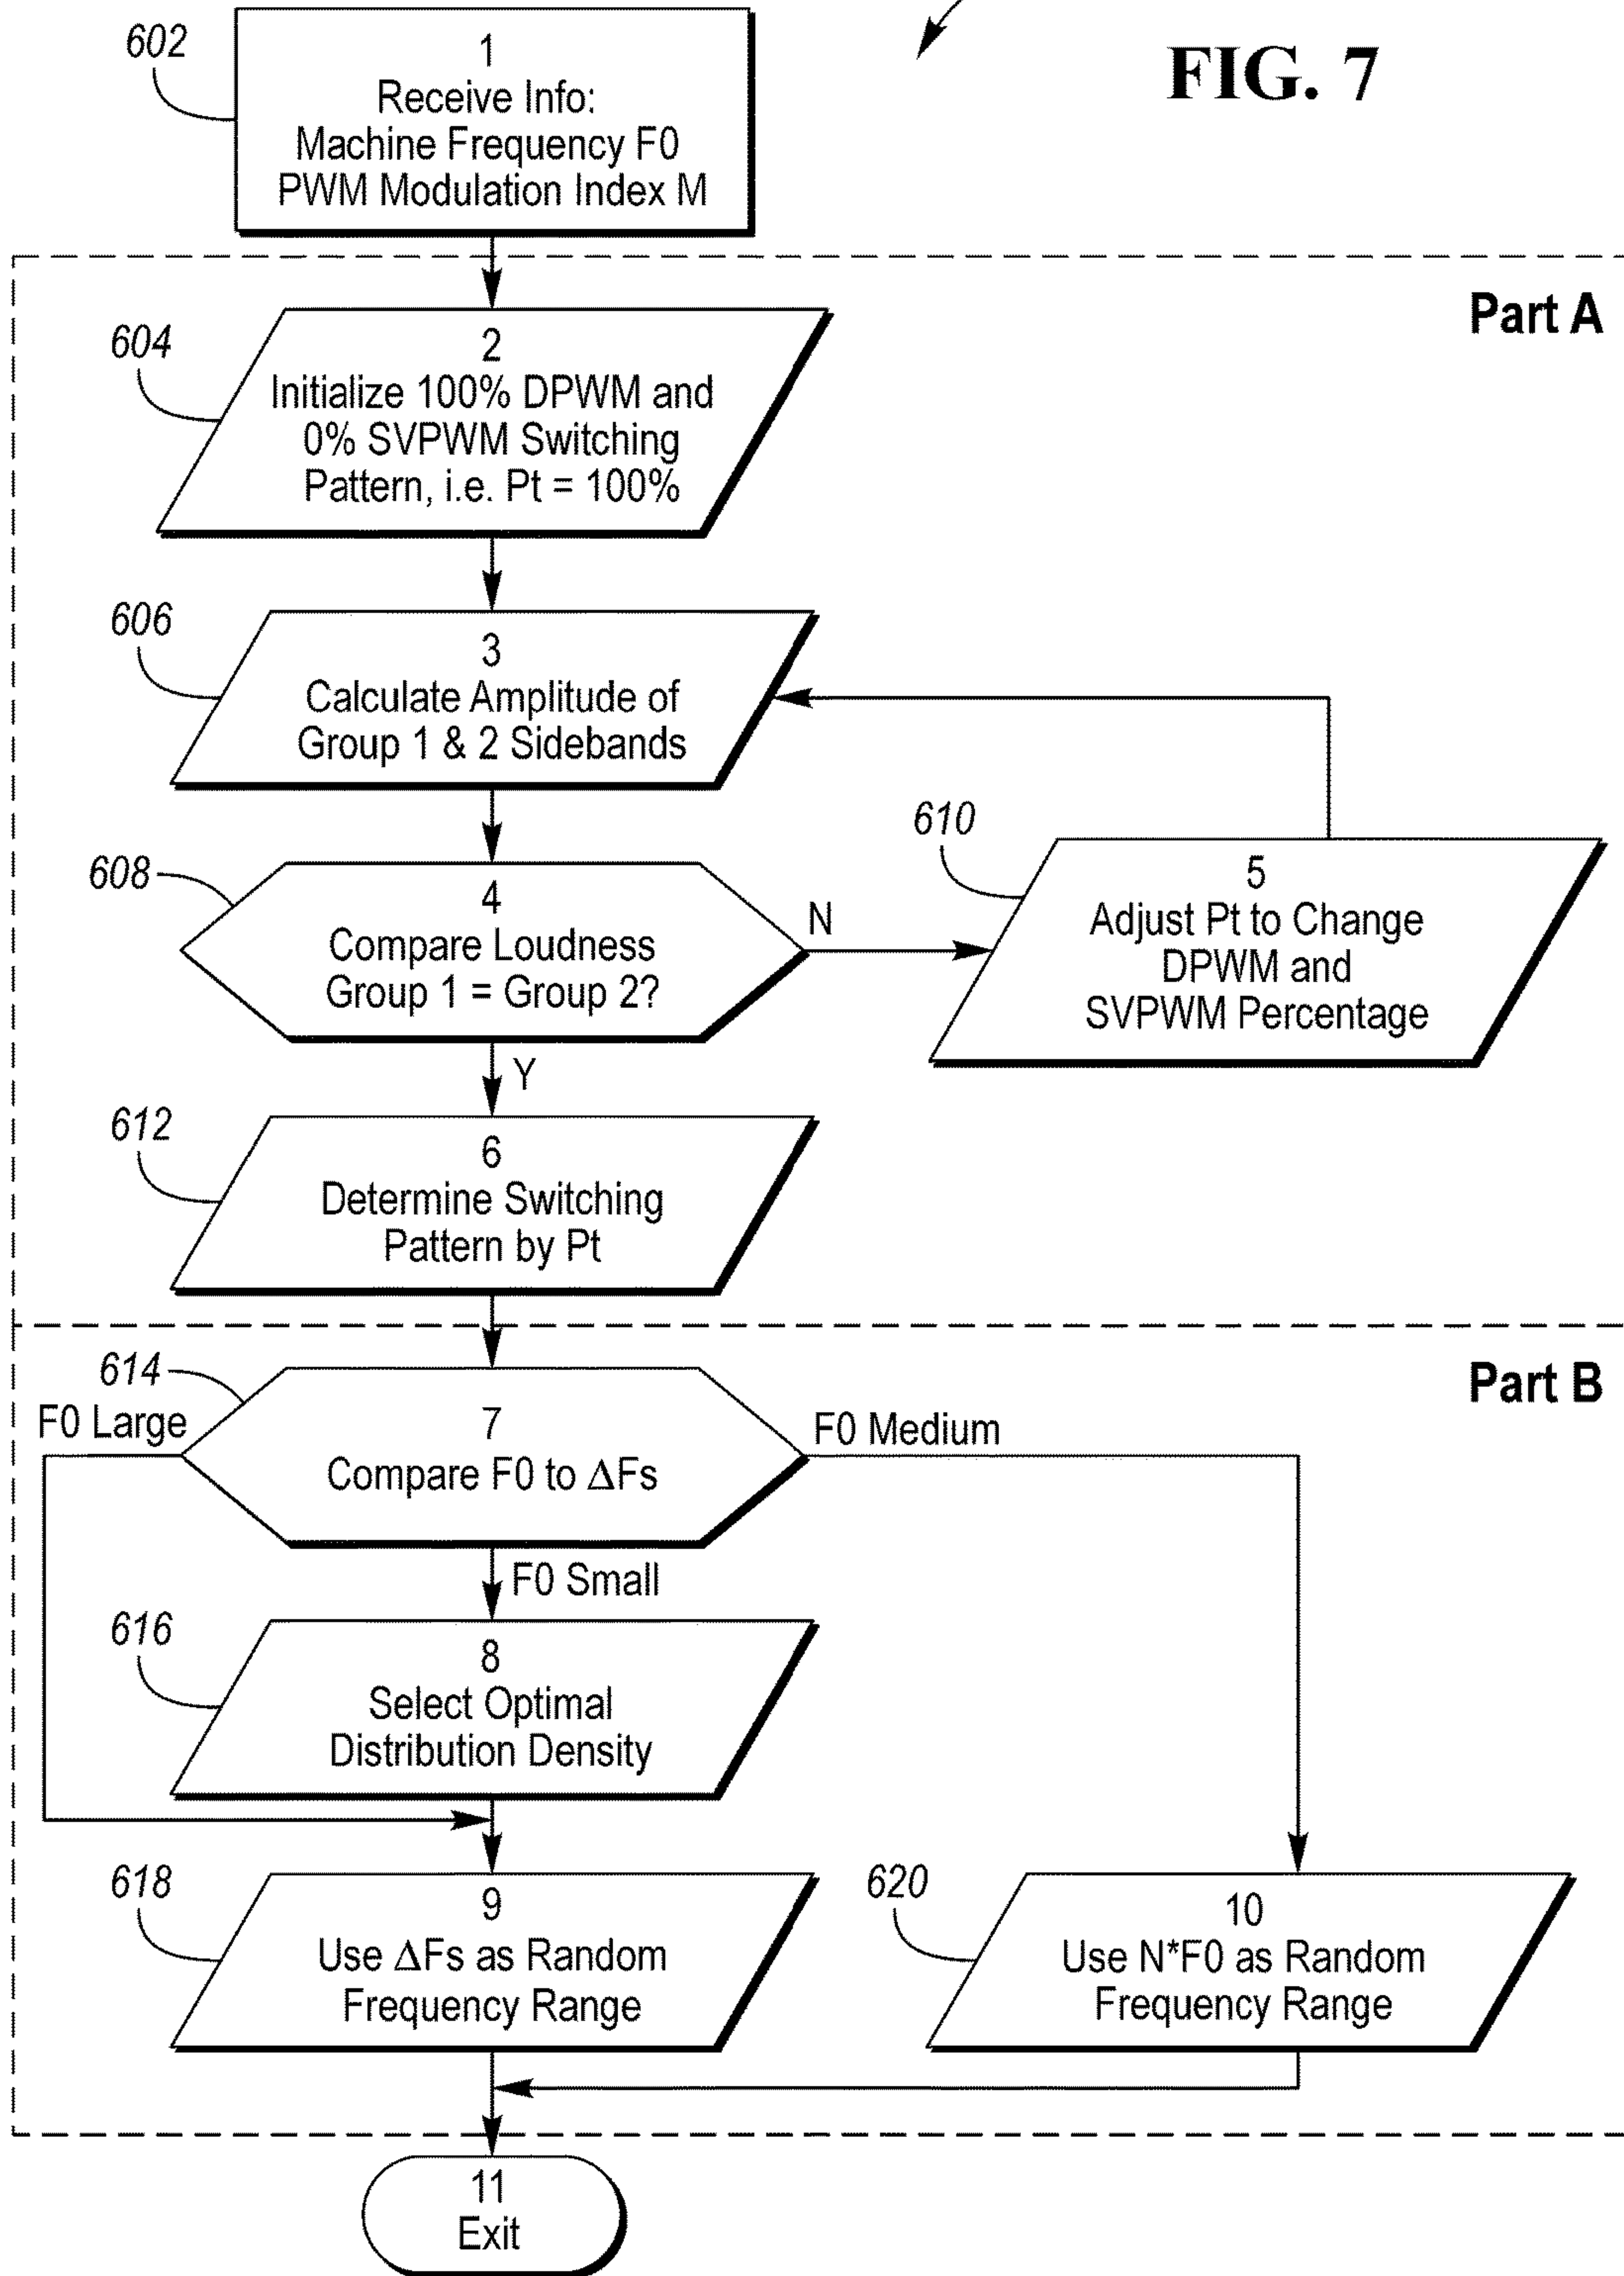 FIG. 7
602
1
Receive Info:
Machine Frequency F0
PWM Modulation Index M
Part A
604
2
Initialize 100% DPWM and
0% SVPWM Switching
Pattern, i.e. Pt = 100%
606
3
Calculate Amplitude of
Group 1 & 2 Sidebands
608
4
Compare Loudness
Group 1 = Group 2?
N
610
5
Adjust Pt to Change
DPWM and
SVPWM Percentage
Y
612
6
Determine Switching
Pattern by Pt
Part B
614
F0 Large
7
Compare F0 to ΔFs
F0 Medium
F0 Small
616
8
Select Optimal
Distribution Density
618
9
Use ΔFs as Random
Frequency Range
620
10
Use N*F0 as Random
Frequency Range
11
Exit